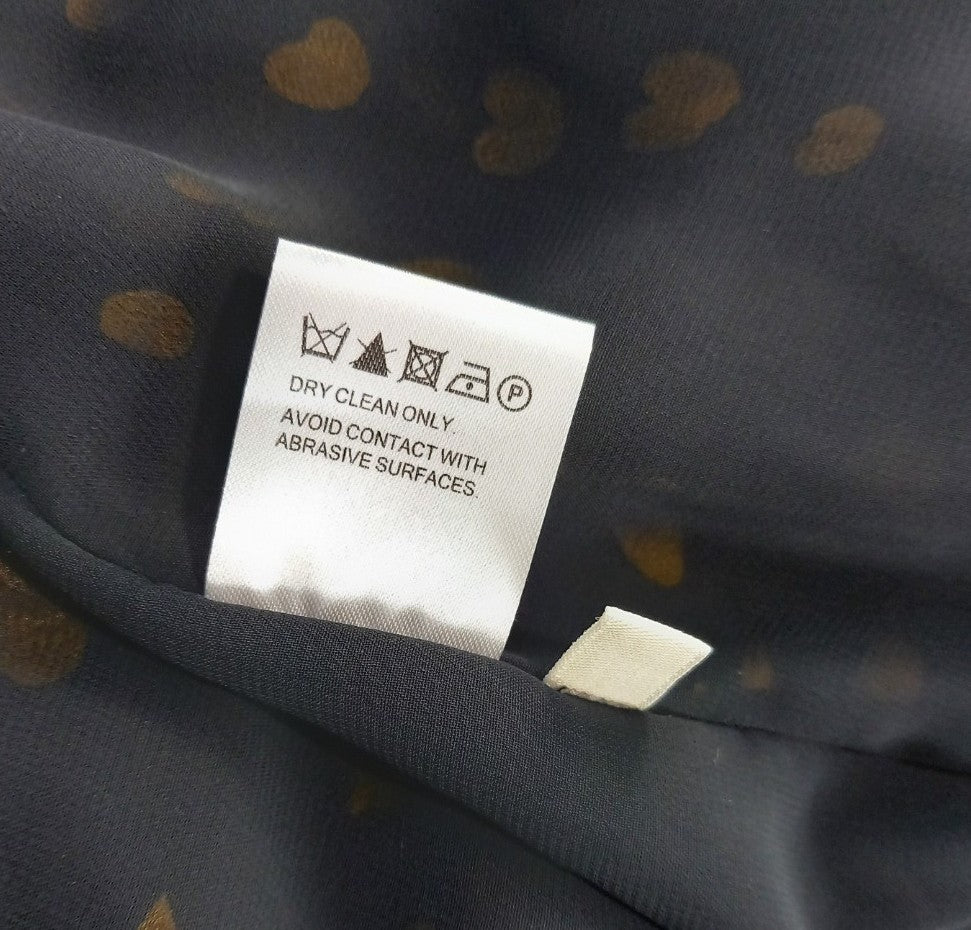 P
DRY CLEAN ONLY.
AVOID CONTACT WITH
ABRASIVE SURFACES.